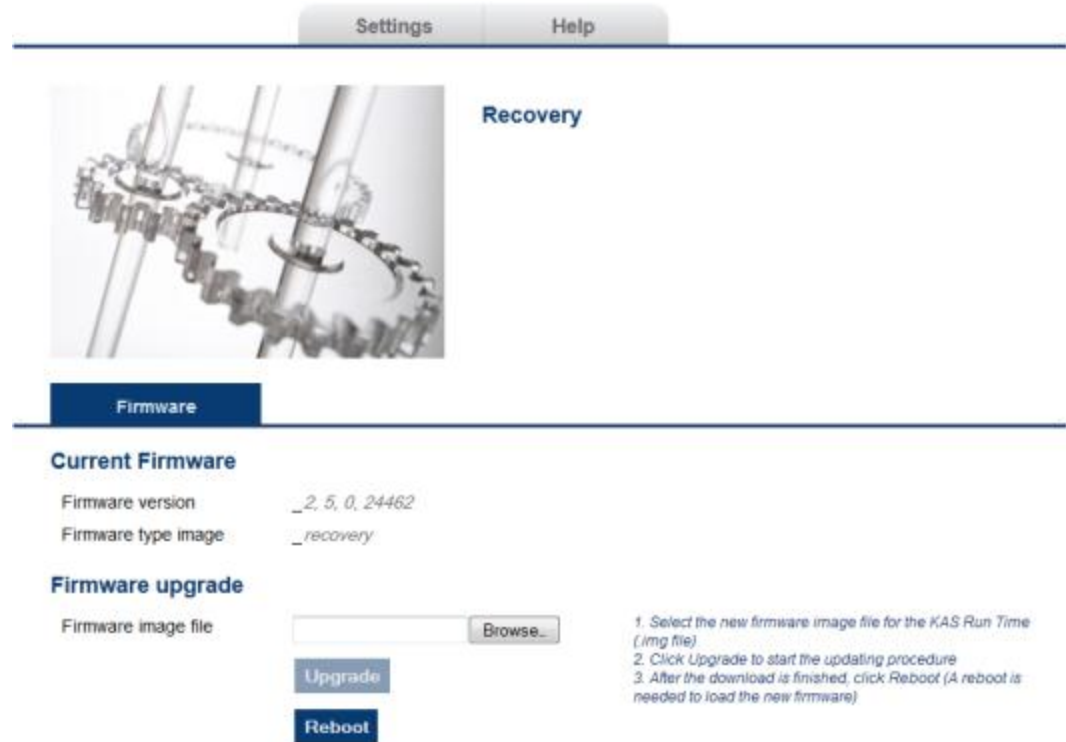 Settings Help
Recovery
Firmware
Current Firmware
Firmware version _2, 5, 0, 24462
Firmware type image _recovery
Firmware upgrade
Firmware image file Browse...
1. Select the new firmware image file for the KAS Run Time
(.img file)
2. Click Upgrade to start the updating procedure
3. After the download is finished, click Reboot (A reboot is
needed to load the new firmware)
Upgrade
Reboot